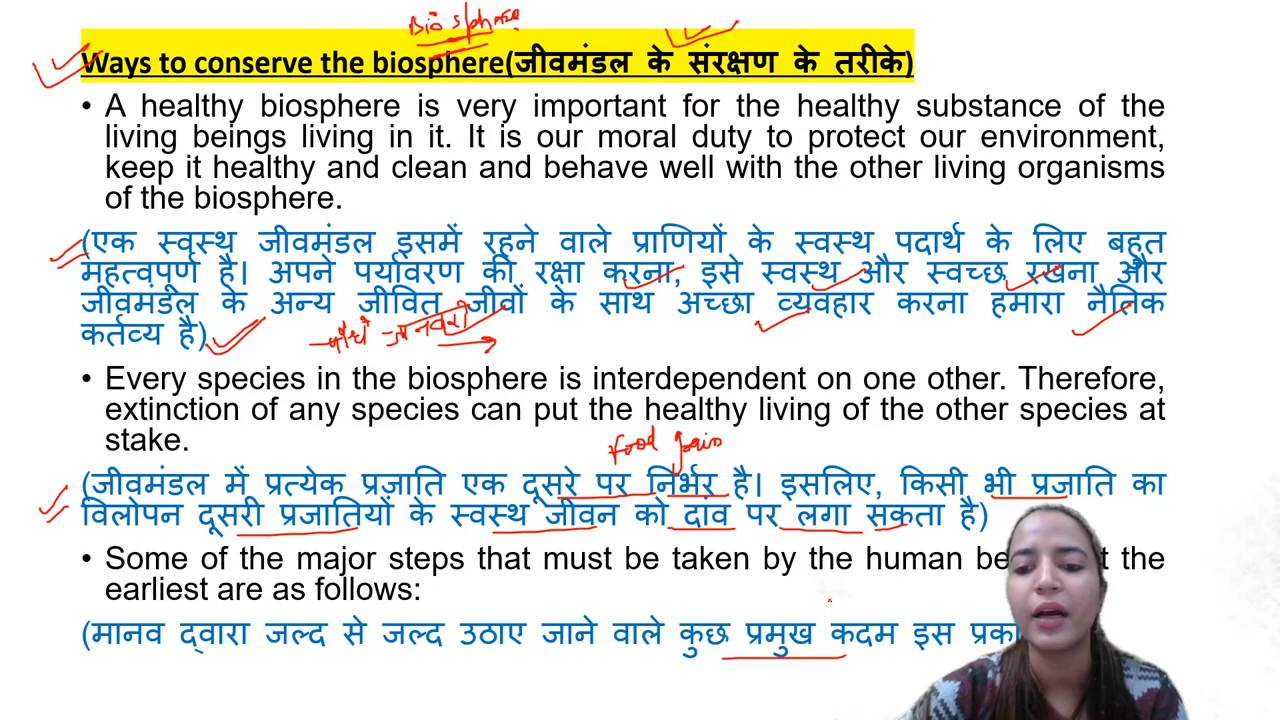 Biosphere
Ways to conserve the biosphere(जीवमंडल के संरक्षण के तरीके)
• A healthy biosphere is very important for the healthy substance of the
living beings living in it. It is our moral duty to protect our environment,
keep it healthy and clean and behave well with the other living organisms
of the biosphere.
(एक स्वस्थ जीवमंडल इसमें रहने वाले प्राणियों के स्वस्थ पदार्थ के लिए बहुत
महत्वपूर्ण है। अपने पर्यावरण की रक्षा करना, इसे स्वस्थ और स्वच्छ रखना और
जीवमंडल के अन्य जीवित जीवों के साथ अच्छा व्यवहार करना हमारा नैतिक
कर्तव्य है)
• Every species in the biosphere is interdependent on one other. Therefore,
extinction of any species can put the healthy living of the other species at
stake.
Food
(जीवमंडल में प्रत्येक प्रजाति एक दूसरे पर निर्भर है। इसलिए, किसी भी प्रजाति का
विलोपन दूसरी प्रजातियों के स्वस्थ जीवन को दांव पर लगा सकता है)
• Some of the major steps that must be taken by the human the
earliest are as follows:
(मानव द्वारा जल्द से जल्द उठाए जाने वाले कुछ प्रमुख कदम इस